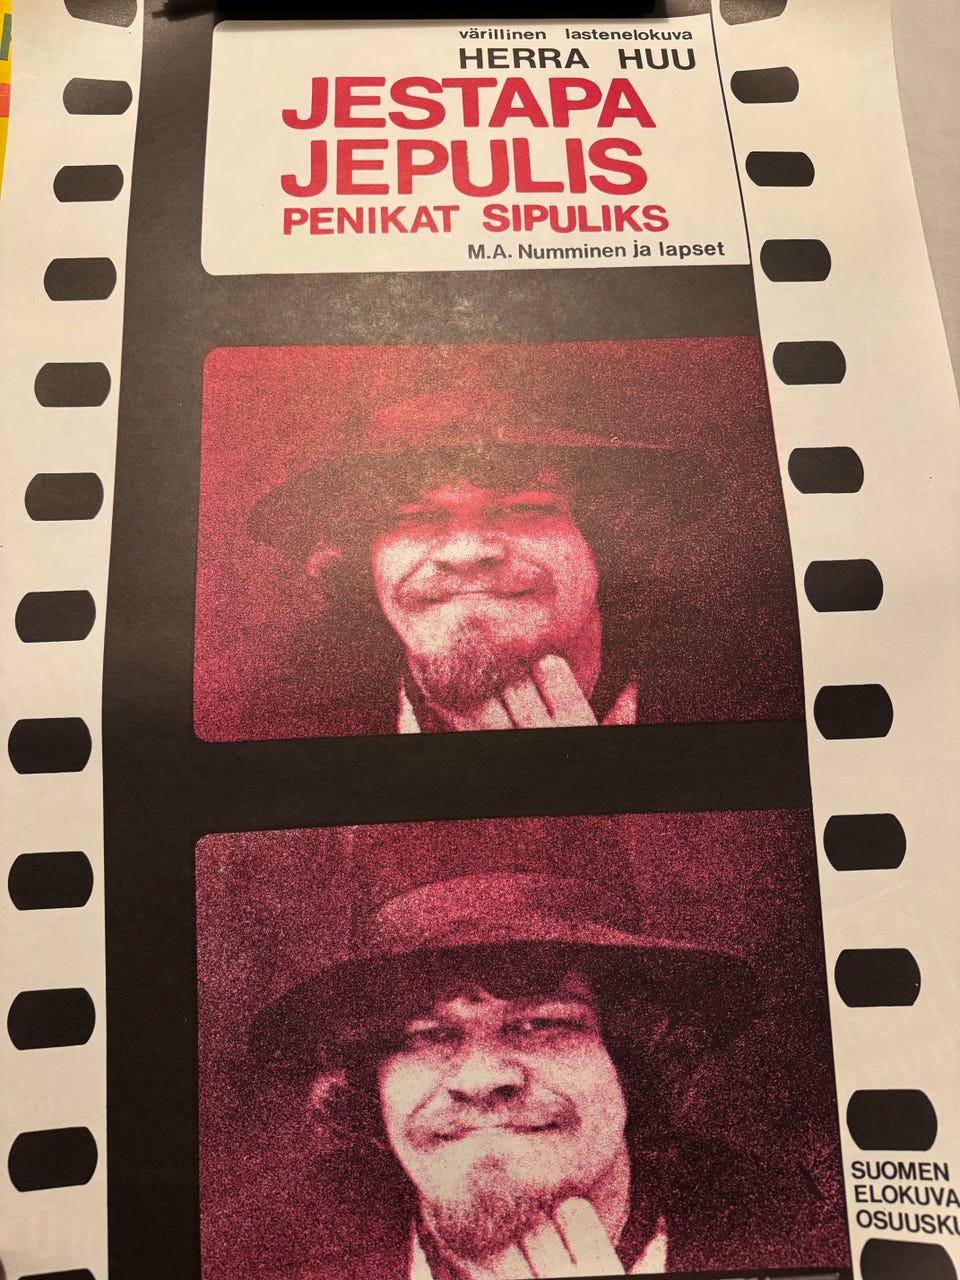 värillinen lastenelokuva
HERRA HUU
JESTAPA
JEPULIS
PENIKAT SIPULIKS
M.A. Numminen ja lapset
SUOMEN
ELOKUVA
OSUUSKU